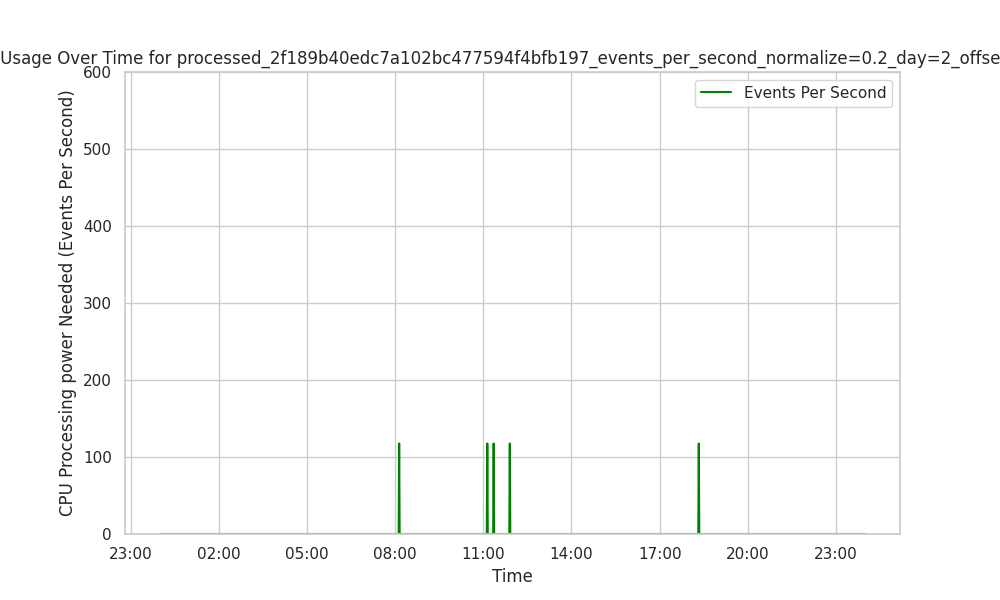 Usage Over Time for processed_2f189b40edc7a102bc477594f4bfb197_events_per_second_normalize=0.2_day=2_offse
Events Per Second
CPU Processing power Needed (Events Per Second)
600
500
400
300
200
100
0
23:00 02:00 05:00 08:00 11:00 14:00 17:00 20:00 23:00
Time